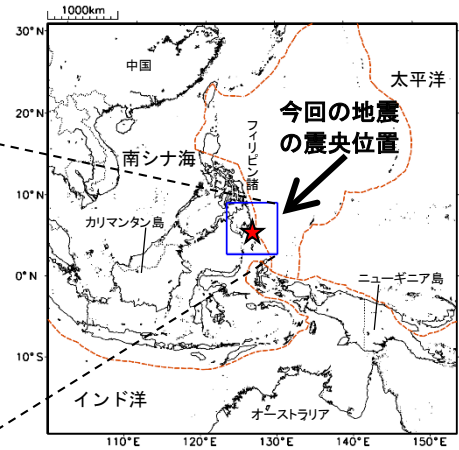 1000km
30°N
中国
太平洋
20°N
フィリピン諸
今回の地震
の震央位置
南シナ海
10°N
カリマンタン島
0°N
ニューギニア島
10°S
インド洋
オーストラリア
110°E 120°E 130°E 140°E 150°E